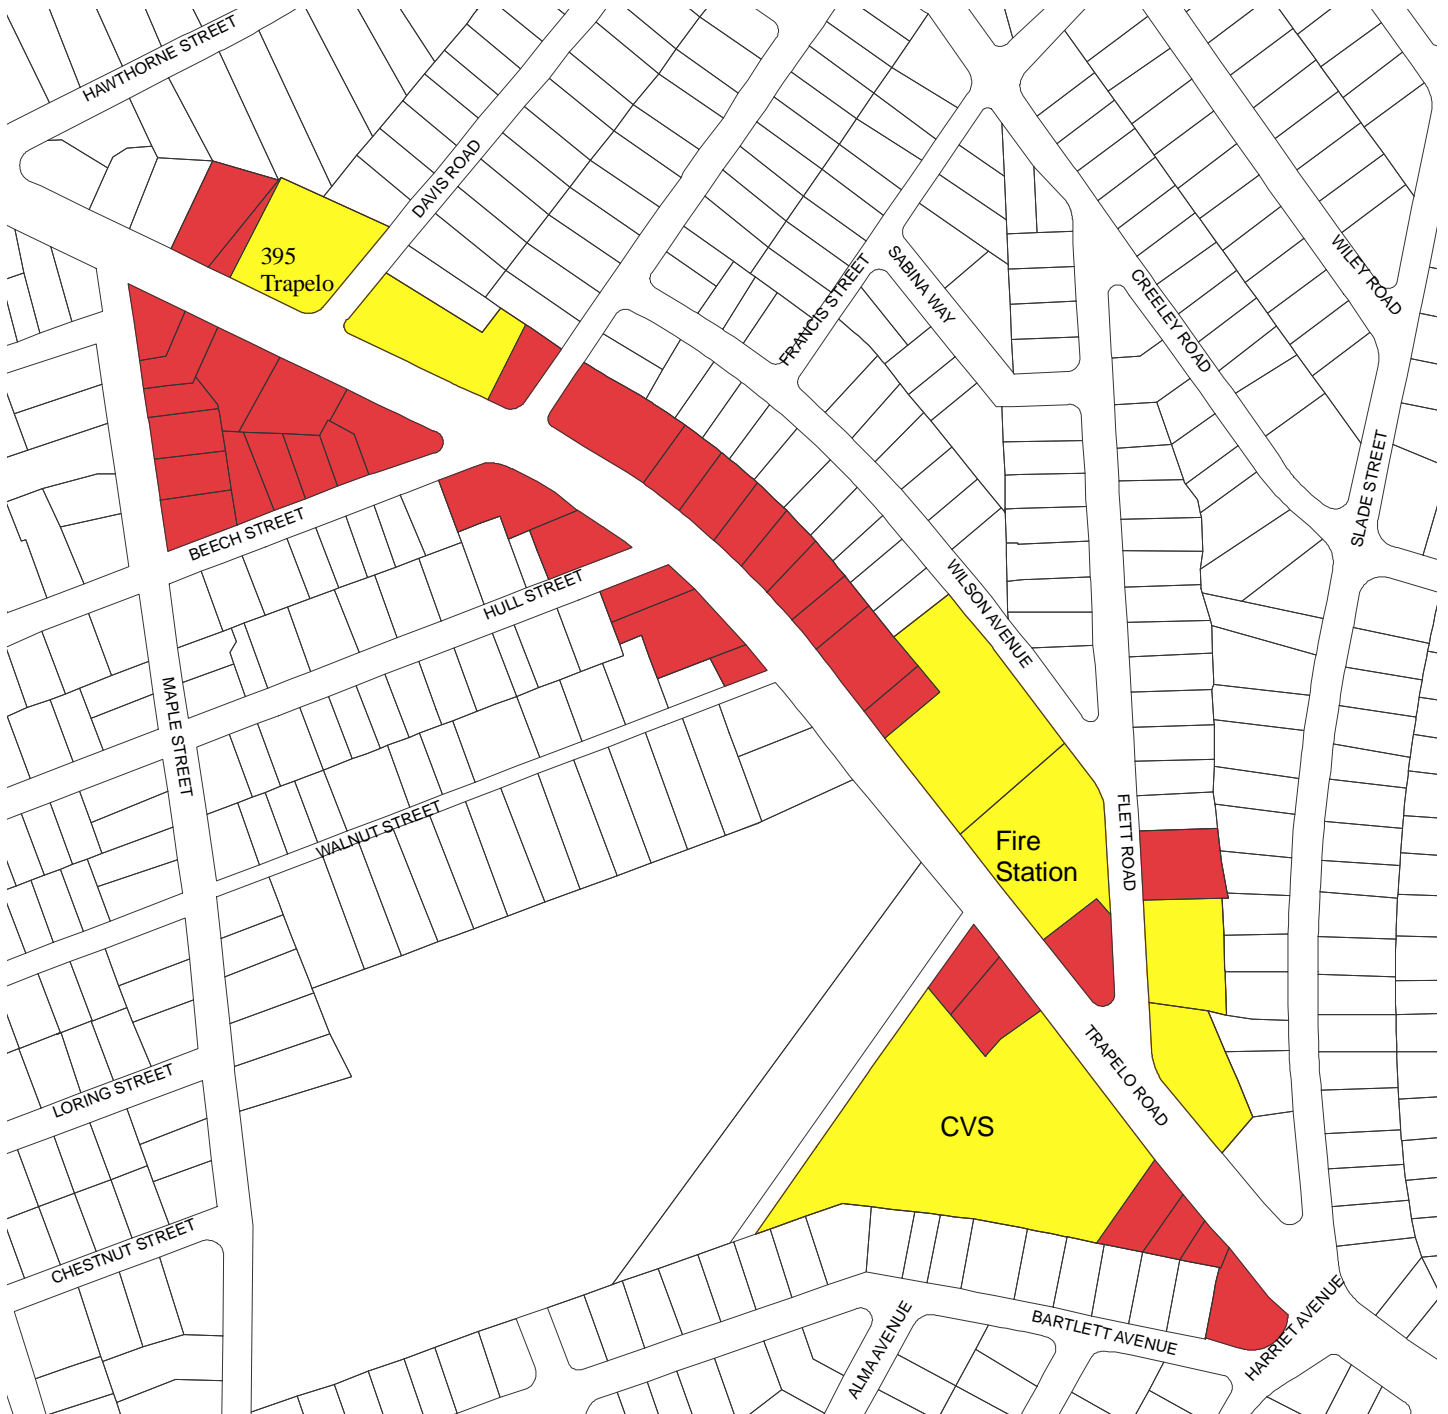 HAWTHORNE STREET
DAVIS ROAD
395
Trapelo
FRANCIS STREET
SABINA WAY
WILEY ROAD
CREELEY ROAD
SLADE STREET
BEECH STREET
HULL STREET
WILSON AVENUE
MAPLE STREET
WALNUT STREET
FLETT ROAD
Fire
Station
TRAPELO ROAD
LORING STREET
CVS
CHESTNUT STREET
BARTLETT AVENUE
HARRIET AVENUE
ALMA AVENUE